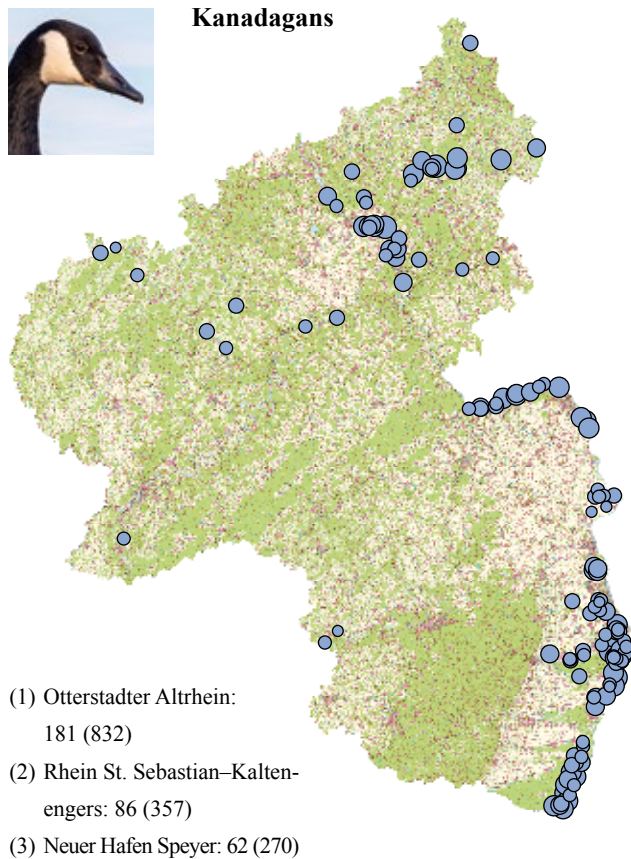 Kanadagans
(1) Otterstadter Altrhein:
181 (832)
(2) Rhein St. Sebastian–Kalten-
engers: 86 (357)
(3) Neuer Hafen Speyer: 62 (270)